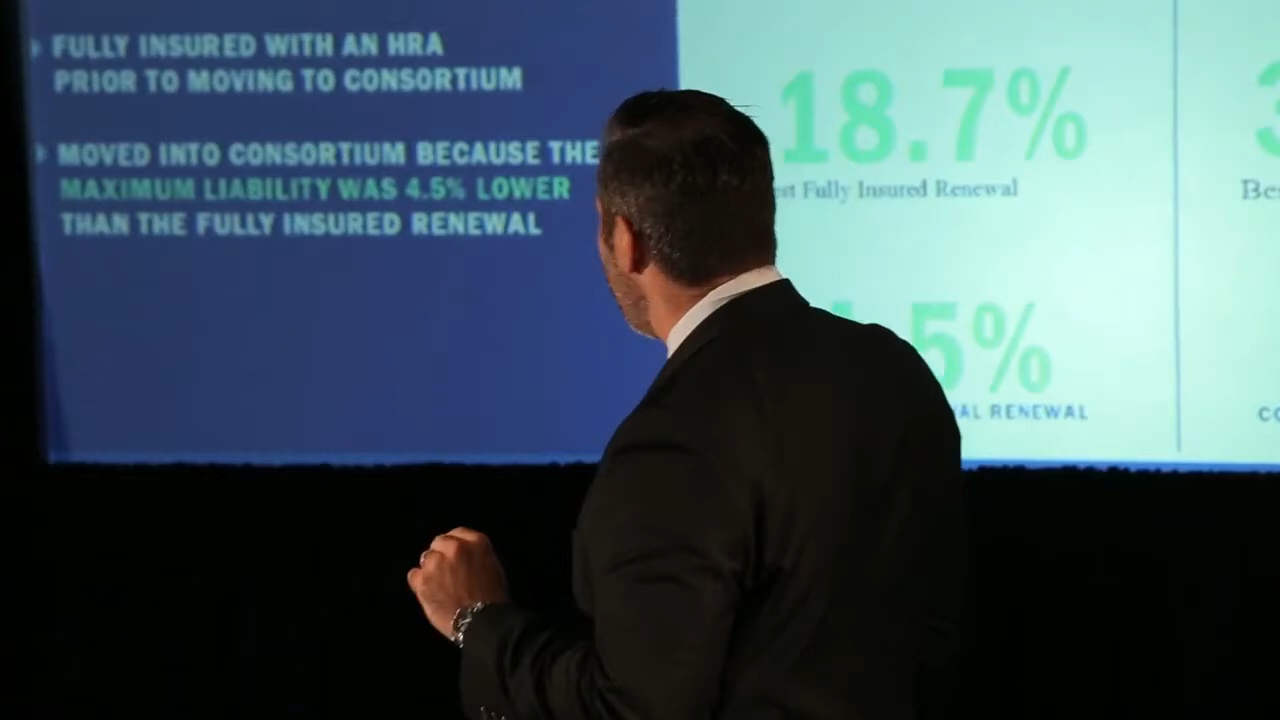 FULLY INSURED WITH AN HRA
PRIOR TO MOVING TO CONSORTIUM
MOVED INTO CONSORTIUM BECAUSE THE
MAXIMUM LIABILITY WAS 4.5% LOWER
THAN THE FULLY INSURED RENEWAL
18.7%
Fully Insured Renewal
5%
RENEWAL